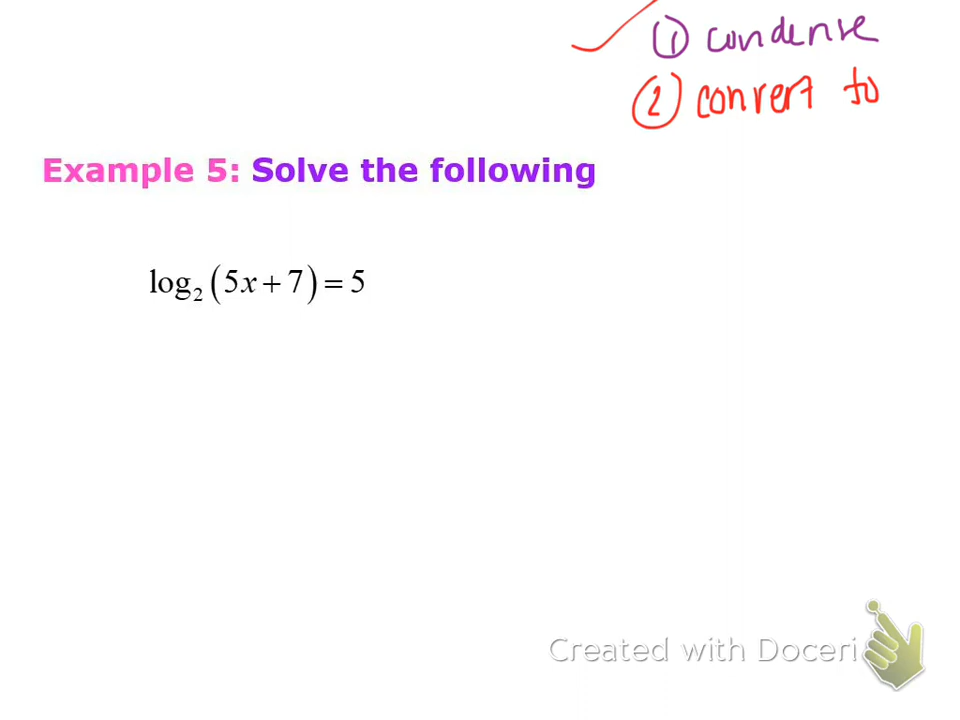 ① condense
② convert to
Example 5: Solve the following
log₂(5x + 7) = 5
Created with Doceri